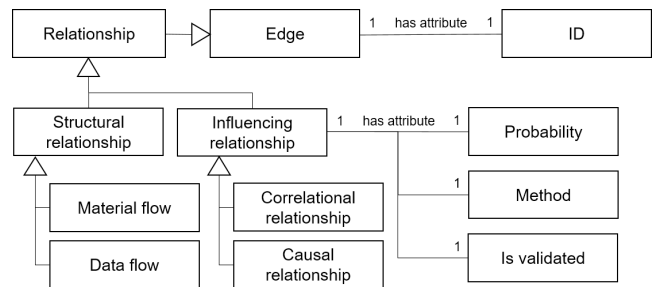 Relationship
Edge
1 has attribute 1
ID
Structural
relationship
Influencing
relationship
1 has attribute 1
Probability
1
Method
1
Is validated
Material flow
Data flow
Correlational
relationship
Causal
relationship